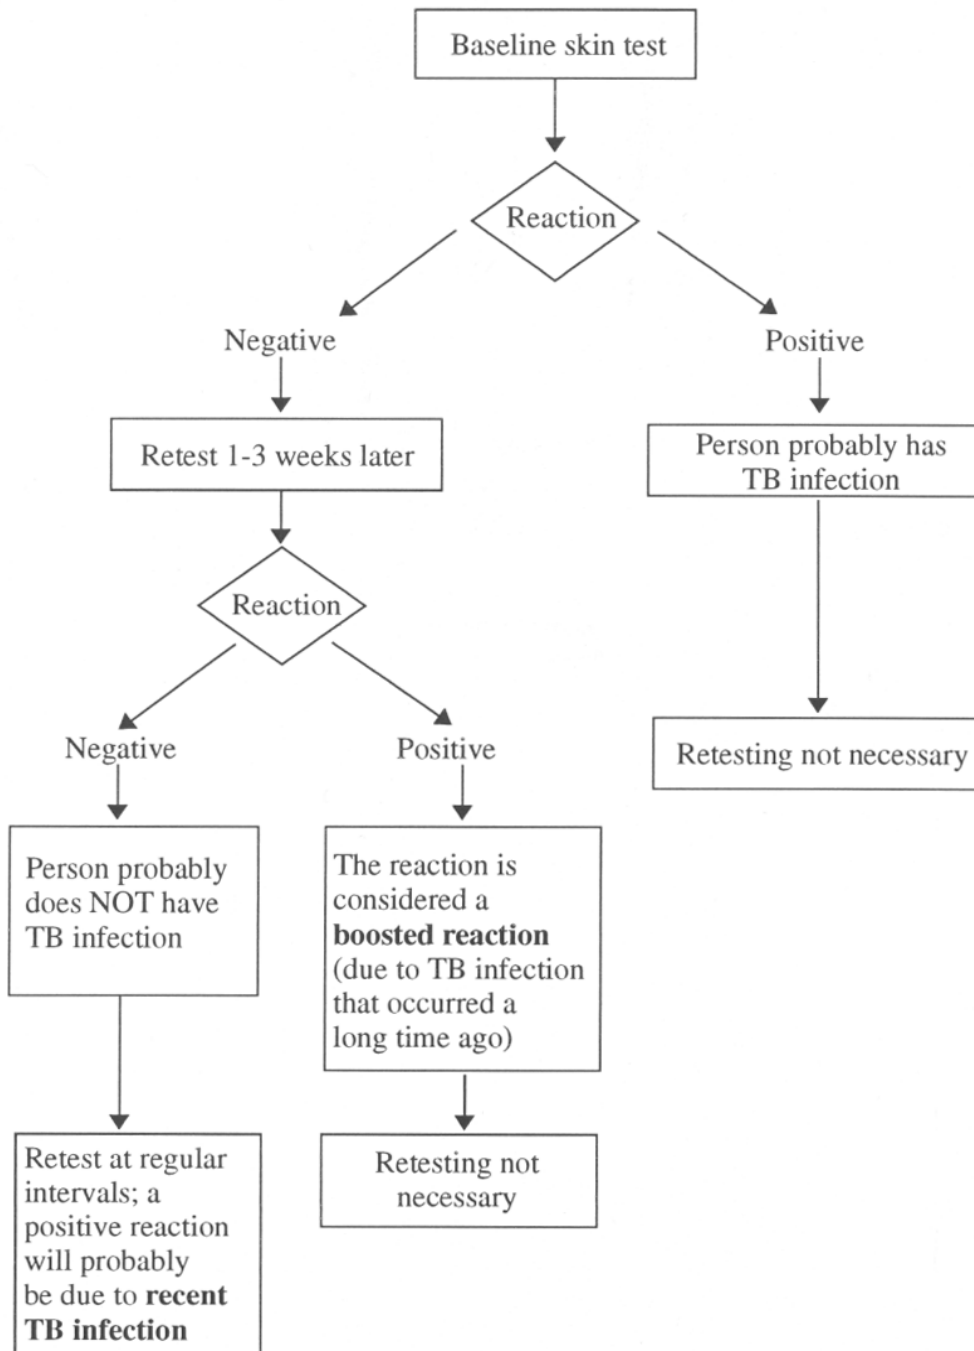 Baseline skin test
Reaction
Negative
Positive
Retest 1-3 weeks later
Person probably has
TB infection
Reaction
Negative
Positive
Retesting not necessary
Person probably
does NOT have
TB infection
The reaction is
considered a
boosted reaction
(due to TB infection
that occurred a
long time ago)
Retest at regular
intervals; a
positive reaction
will probably
be due to recent
TB infection
Retesting not
necessary